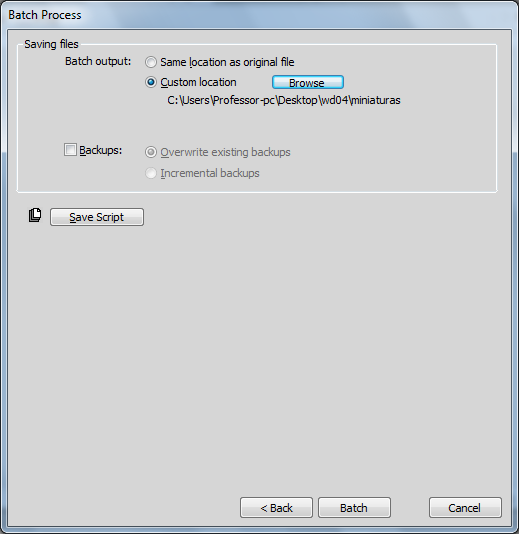 Batch Process
Saving files
Batch output: Same location as original file
Custom location Browse
C:\Users\Professor-pc\Desktop\wd04\miniaturas
Backups: Overwrite existing backups
Incremental backups
Save Script
< Back Batch Cancel